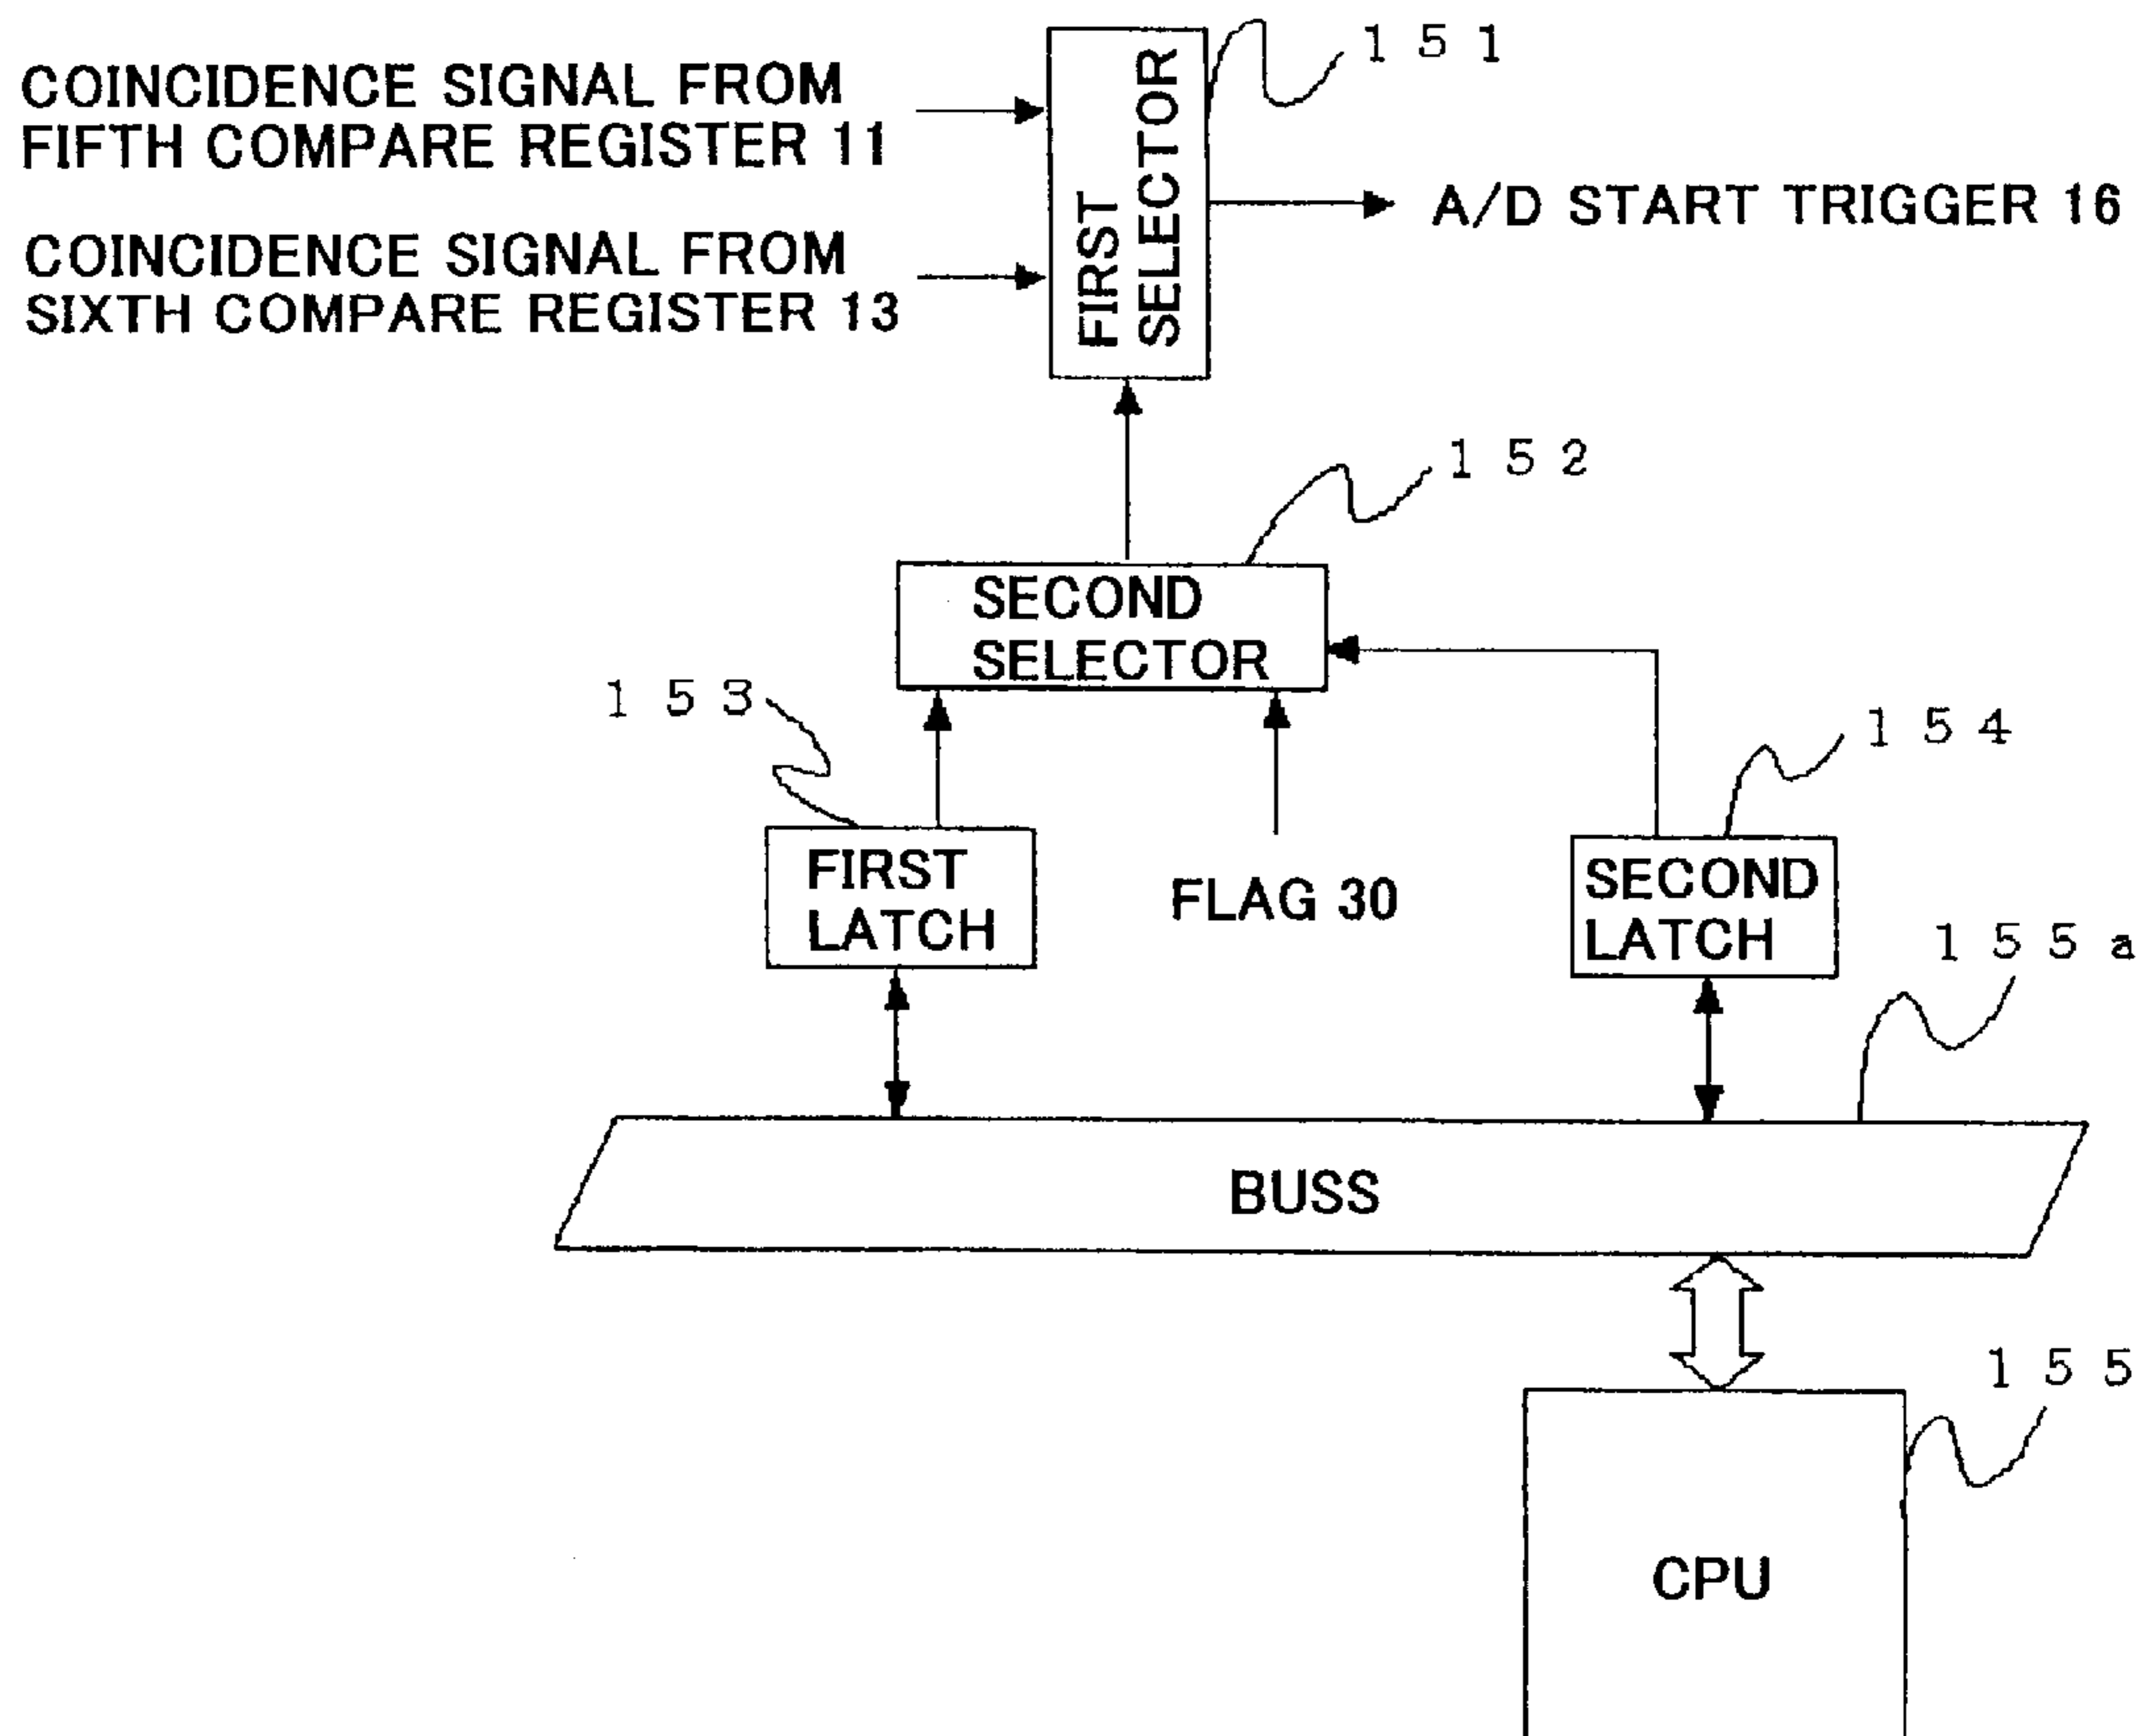 151
COINCIDENCE SIGNAL FROM
FIFTH COMPARE REGISTER 11
FIRST
SELECTOR
A/D START TRIGGER 16
COINCIDENCE SIGNAL FROM
SIXTH COMPARE REGISTER 13
152
SECOND
SELECTOR
153
154
FIRST
LATCH
FLAG 30
SECOND
LATCH
155a
BUSS
155
CPU